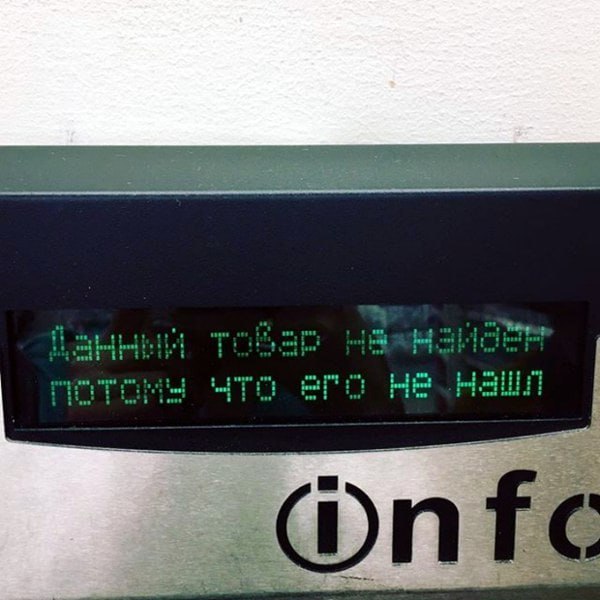 Данный товар не найден
потому что его не нашл
info